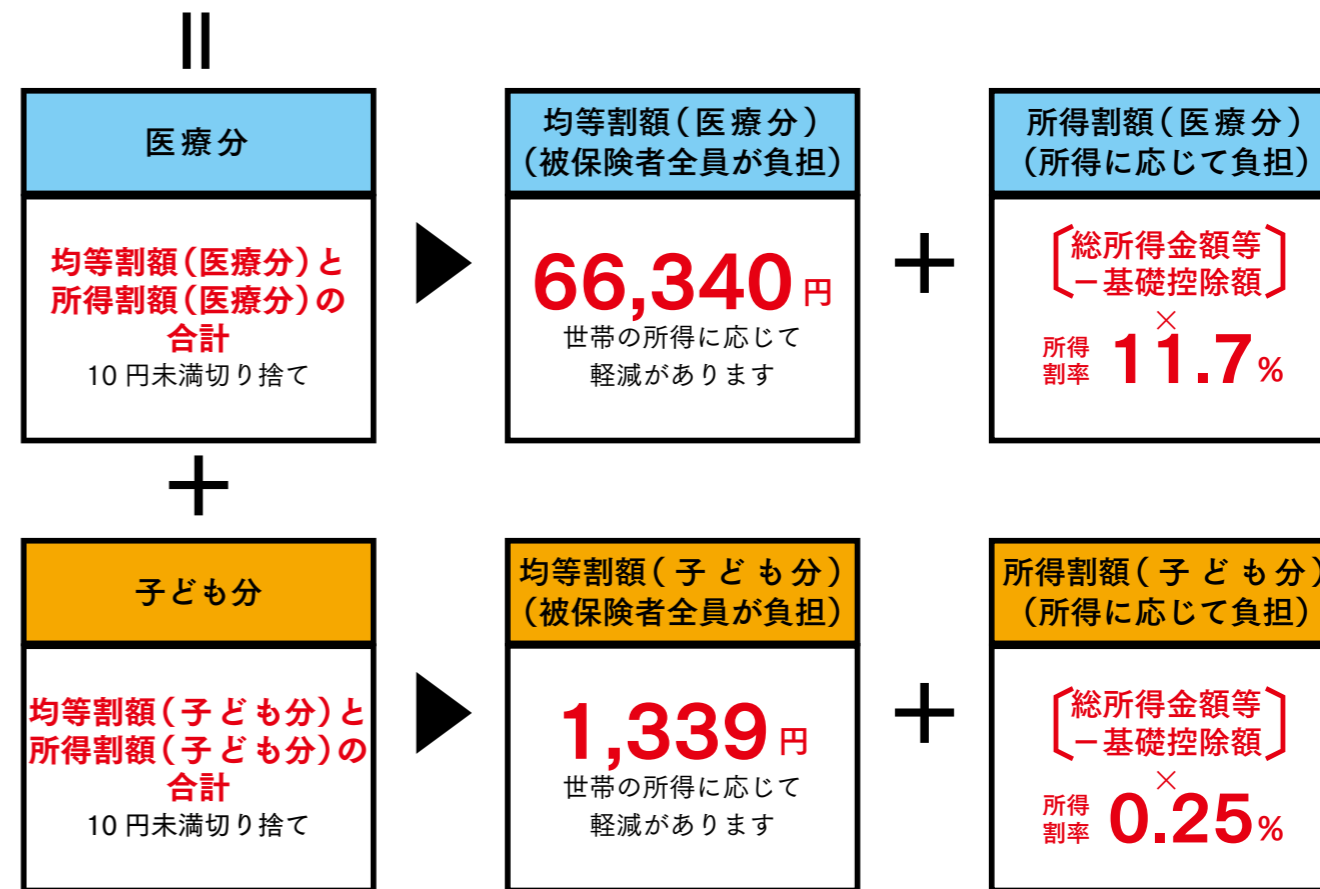 医療分
均等割額(医療分)と
所得割額(医療分)の
合計
10円未満切り捨て
均等割額(医療分)
(被保険者全員が負担)
66,340円
世帯の所得に応じて
軽減があります
+
所得割額(医療分)
(所得に応じて負担)
〔総所得金額等
−基礎控除額〕
×
所得
割率 11.7%
+
子ども分
均等割額(子ども分)と
所得割額(子ども分)の
合計
10円未満切り捨て
均等割額(子ども分)
(被保険者全員が負担)
1,339円
世帯の所得に応じて
軽減があります
+
所得割額(子ども分)
(所得に応じて負担)
〔総所得金額等
−基礎控除額〕
×
所得
割率 0.25%